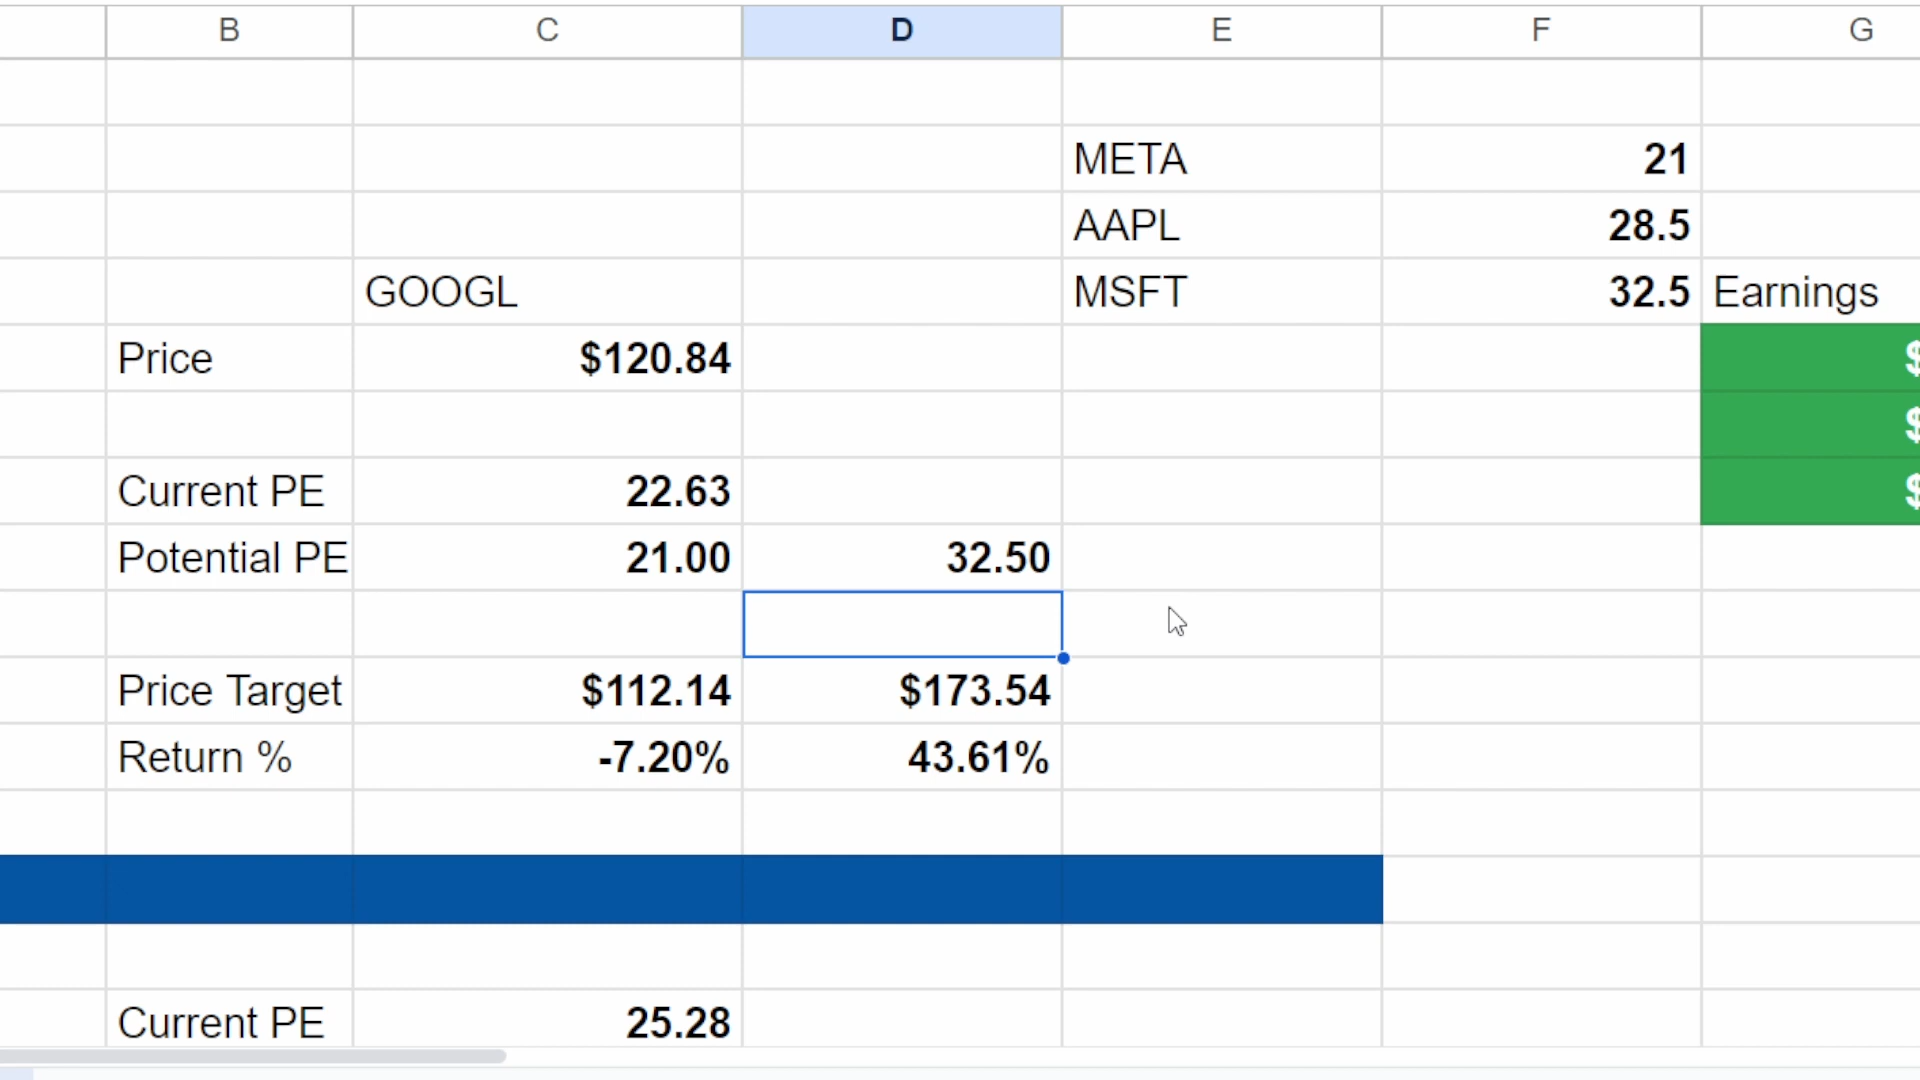 B C D E F G
META 21
AAPL 28.5
GOOGL MSFT 32.5 Earnings
Price $120.84 $
$
Current PE 22.63 $
Potential PE 21.00 32.50
Price Target $112.14 $173.54
Return % -7.20% 43.61%
Current PE 25.28